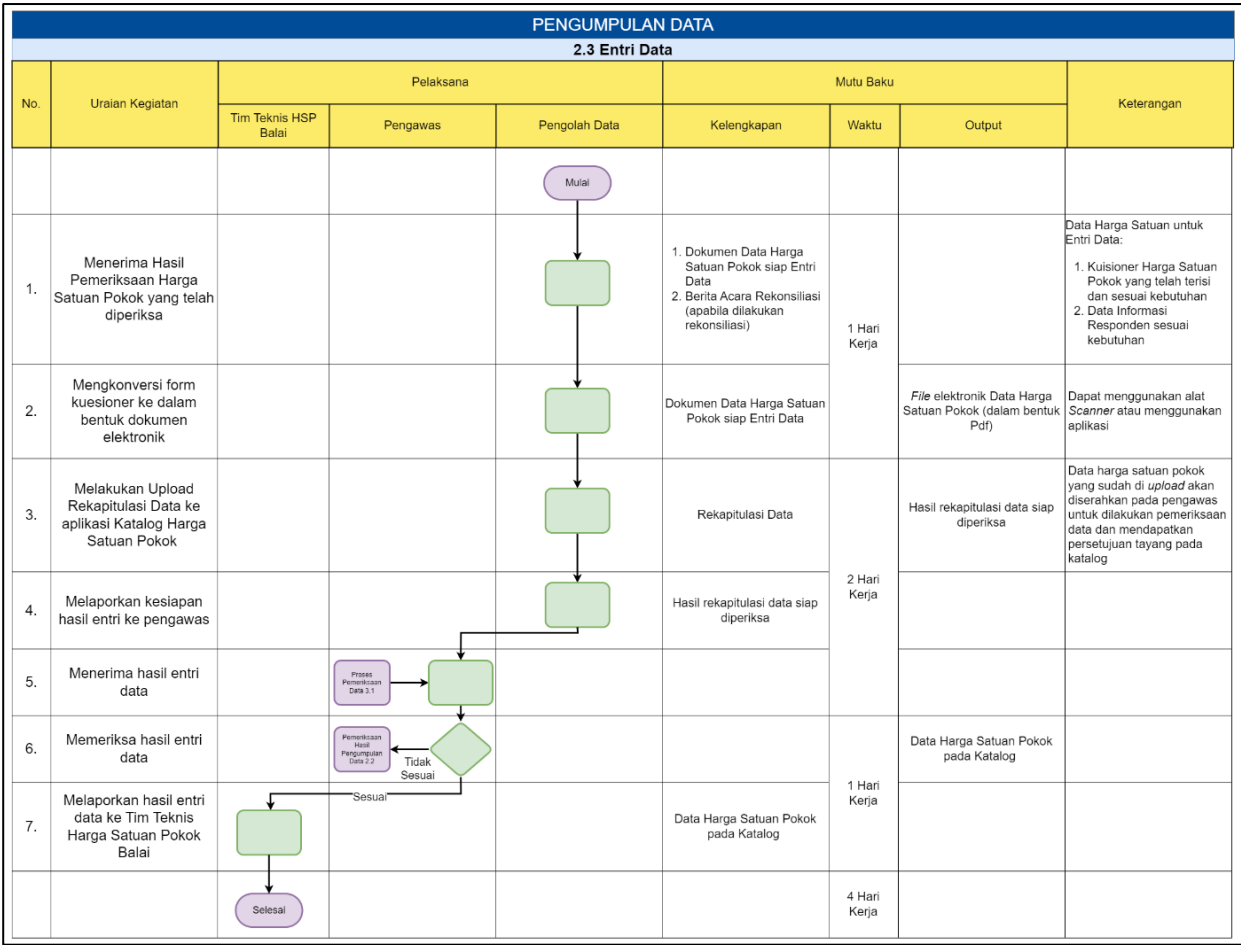 PENGUMPULAN DATA
2.3 Entri Data
No.
Uraian Kegiatan
Pelaksana
Mutu Baku
Keterangan
Tim Teknis HSP
Balai
Pengawas
Pengolah Data
Kelengkapan
Waktu
Output
Mulai
1.
Menerima Hasil
Pemeriksaan Harga
Satuan Pokok yang telah
diperiksa
1. Dokumen Data Harga
Satuan Pokok siap Entri
Data
2. Berita Acara Rekonsiliasi
(apabila dilakukan
rekonsiliasi)
1 Hari
Kerja
Data Harga Satuan untuk
Entri Data:
1. Kuisioner Harga Satuan
Pokok yang telah terisi
dan sesuai kebutuhan
2. Data Informasi
Responden sesuai
kebutuhan
2.
Mengkonversi form
kuesioner ke dalam
bentuk dokumen
elektronik
Dokumen Data Harga Satuan
Pokok siap Entri Data
File elektronik Data Harga
Satuan Pokok (dalam bentuk
Pdf)
Dapat menggunakan alat
Scanner atau menggunakan
aplikasi
3.
Melakukan Upload
Rekapitulasi Data ke
aplikasi Katalog Harga
Satuan Pokok
Rekapitulasi Data
Hasil rekapitulasi data siap
diperiksa
Data harga satuan pokok
yang sudah di upload akan
diserahkan pada pengawas
untuk dilakukan pemeriksaan
data dan mendapatkan
persetujuan tayang pada
katalog
2 Hari
Kerja
4.
Melaporkan kesiapan
hasil entri ke pengawas
Hasil rekapitulasi data siap
diperiksa
5.
Menerima hasil entri
data
Proses
Pemeriksaan
Data 3.1
6.
Memeriksa hasil entri
data
Pemeriksaan
Hasil
Pengumpulan
Data 2.2
Tidak
Sesuai
Data Harga Satuan Pokok
pada Katalog
1 Hari
Kerja
Sesuai
7.
Melaporkan hasil entri
data ke Tim Teknis
Harga Satuan Pokok
Balai
Data Harga Satuan Pokok
pada Katalog
Selesai
4 Hari
Kerja